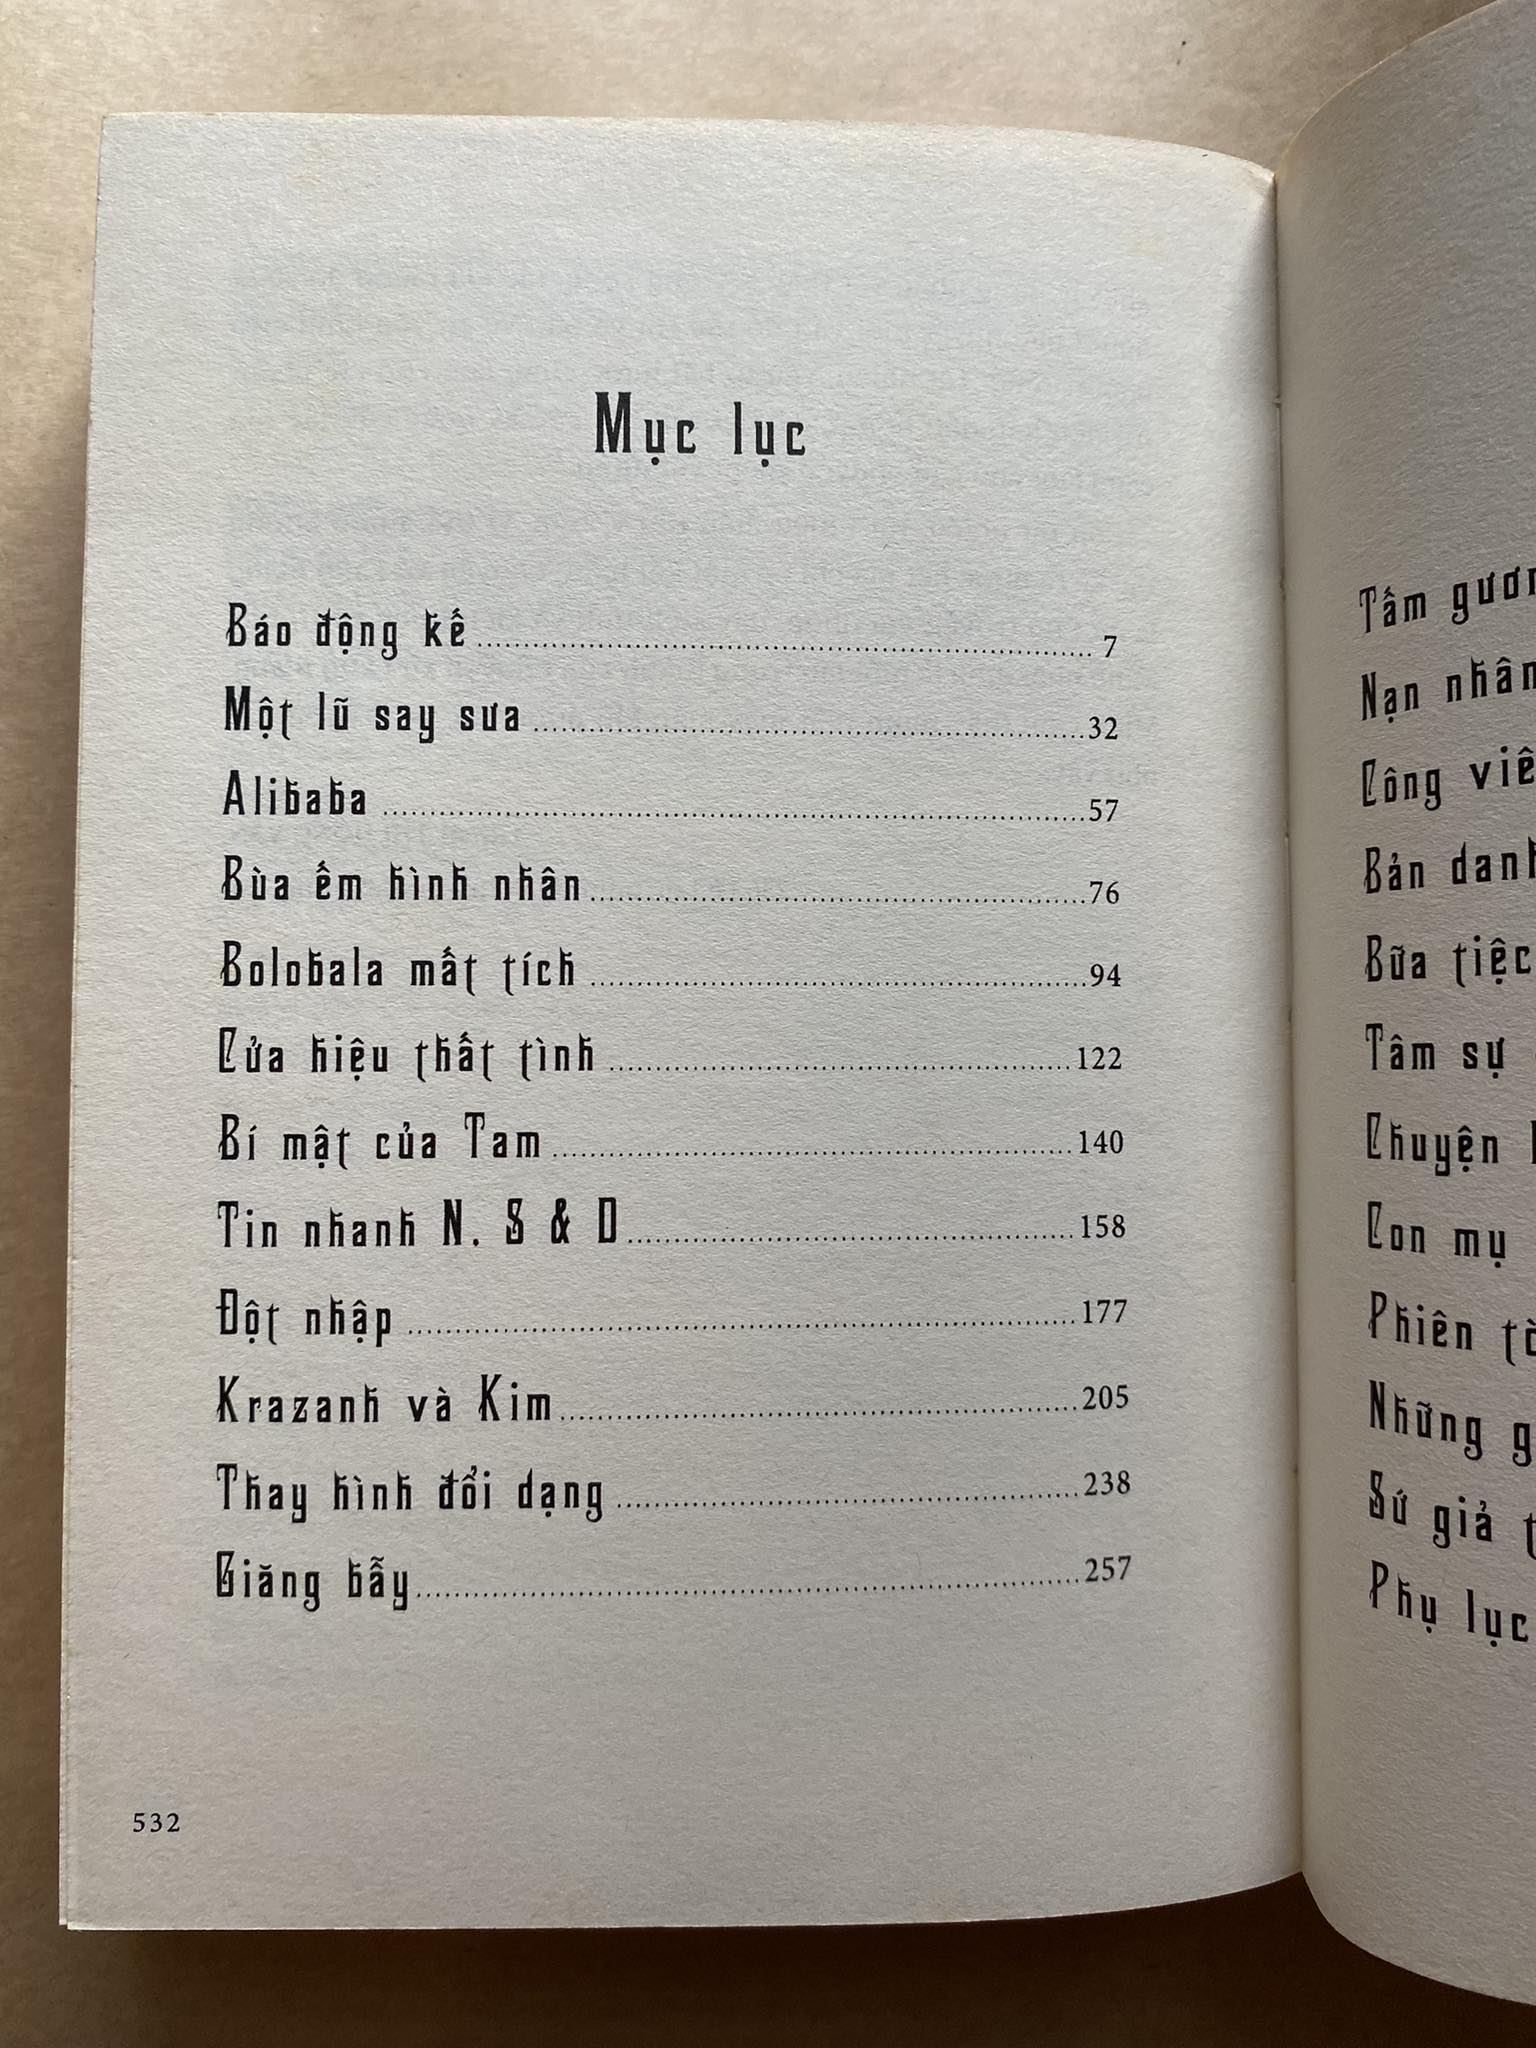 Mục lục
Báo động kế 7
Một lũ say sưa 32
Alibaba 57
Bùa ếm hình nhân 76
Bolobala mất tích 94
Cửa hiệu thất tình 122
Bí mật của Tam 140
Tin nhanh N, S & D 158
Đột nhập 177
Krazanh và Kim 205
Thay hình đổi dạng 238
Giăng bẫy 257
532
Tấm
Nạn nhân
Công
Bản
Bữa tiệc
Tâm sự
Chuyện
Con mụ
Phiên
Những
Sứ giả
Phụ lục